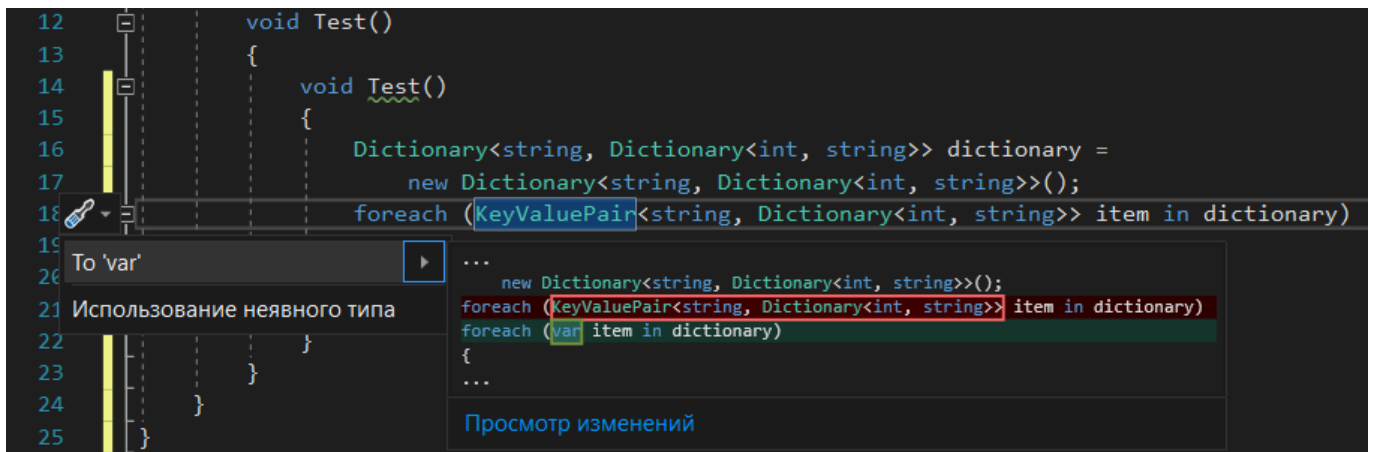 12 void Test()
13 {
14 void Test()
15 {
16 Dictionary<string, Dictionary<int, string>> dictionary =
17 new Dictionary<string, Dictionary<int, string>>();
18 foreach (KeyValuePair<string, Dictionary<int, string>> item in dictionary)
19
20
21
22 }
23 }
24 }
25 }
To 'var'
Использование неявного типа
...
new Dictionary<string, Dictionary<int, string>>();
foreach (KeyValuePair<string, Dictionary<int, string>> item in dictionary)
foreach (var item in dictionary)
{
...
Просмотр изменений